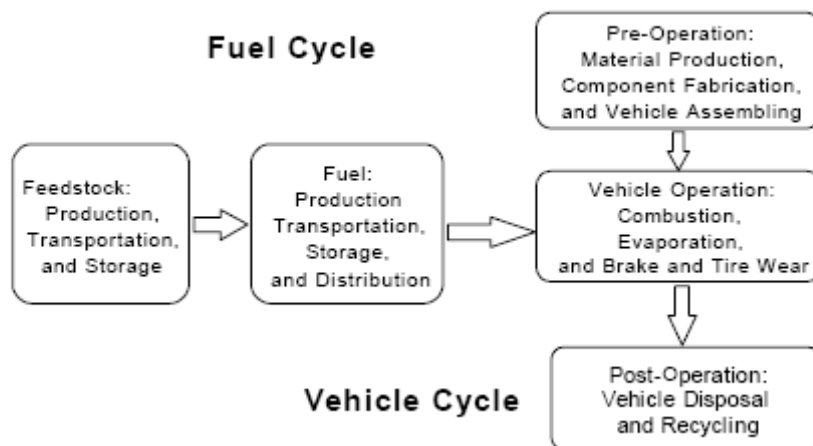 Fuel Cycle
Pre-Operation:
Material Production,
Component Fabrication,
and Vehicle Assembling
Feedstock:
Production,
Transportation,
and Storage
Fuel:
Production
Transportation,
Storage,
and Distribution
Vehicle Operation:
Combustion,
Evaporation,
and Brake and Tire Wear
Vehicle Cycle
Post-Operation:
Vehicle Disposal
and Recycling